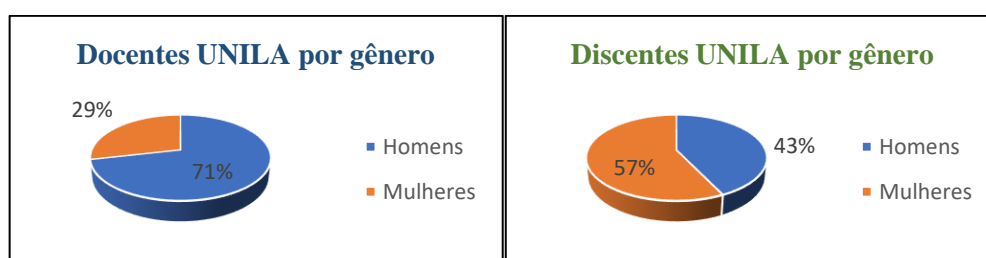 Docentes UNILA por gênero
29%
71%
Homens
Mulheres
Discentes UNILA por gênero
43%
57%
Homens
Mulheres